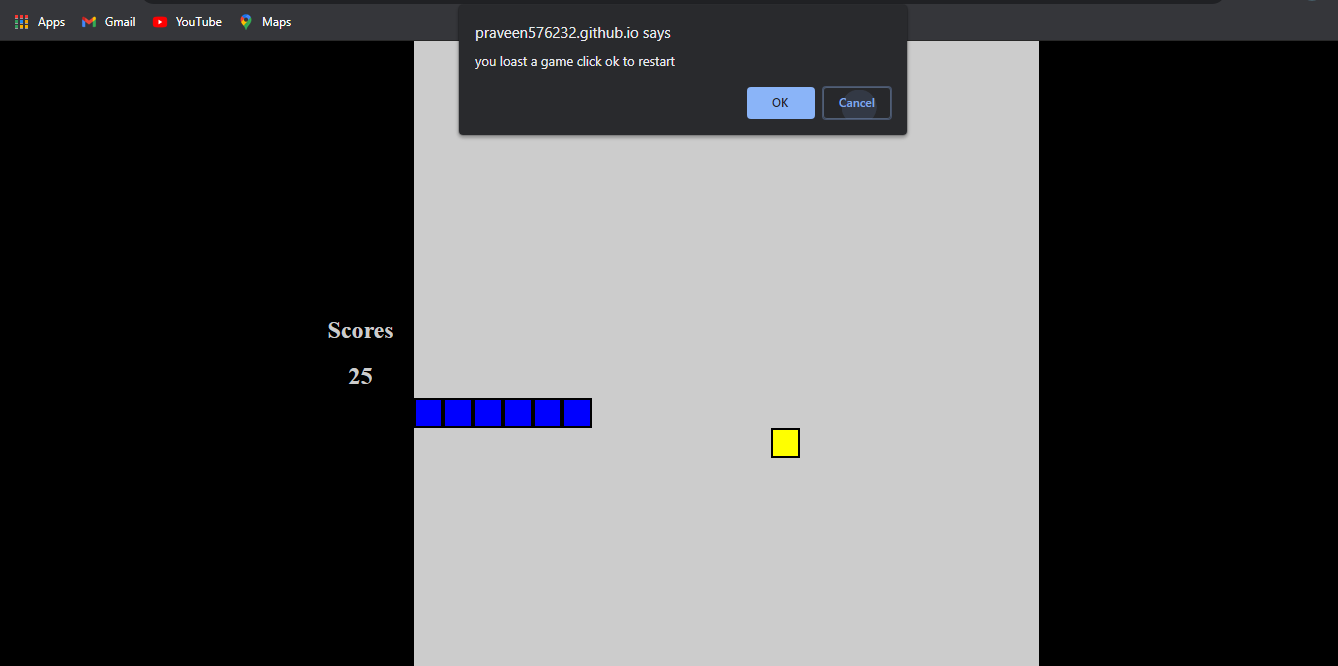 Apps Gmail YouTube Maps
praveen576232.github.io says
you loast a game click ok to restart
OK Cancel
Scores
25